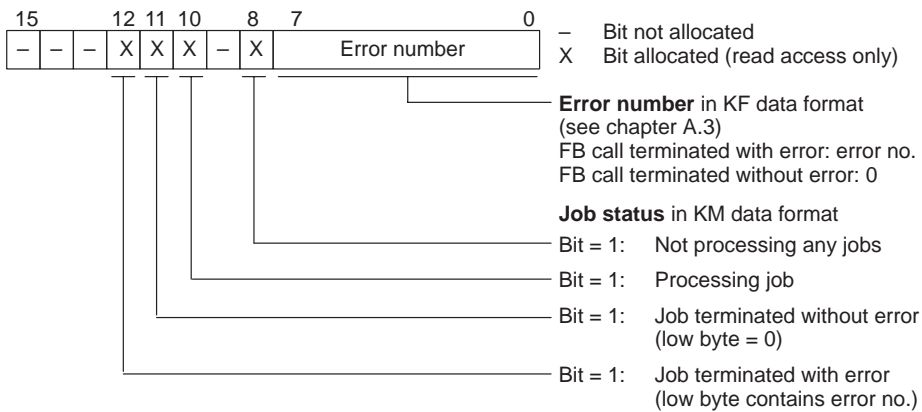 15 12 11 10 8 7 0
– – – X X X – X Error number
– Bit not allocated
X Bit allocated (read access only)
Error number in KF data format
(see chapter A.3)
FB call terminated with error: error no.
FB call terminated without error: 0
Job status in KM data format
Bit = 1: Not processing any jobs
Bit = 1: Processing job
Bit = 1: Job terminated without error
(low byte = 0)
Bit = 1: Job terminated with error
(low byte contains error no.)